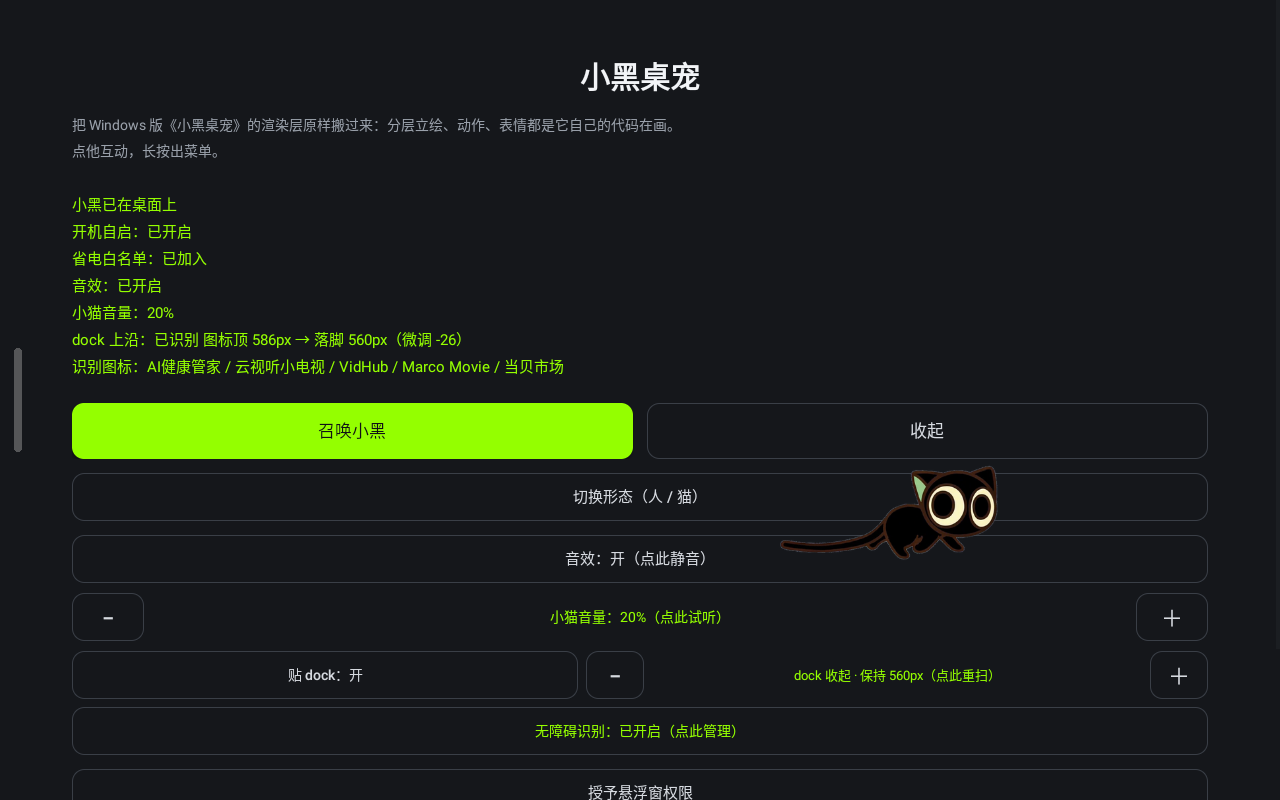 小黑桌宠
把 Windows 版《小黑桌宠》的渲染层原样搬过来：分层立绘、动作、表情都是它自己的代码在画。
点他互动，长按出菜单。
小黑已在桌面上
开机自启：已开启
省电白名单：已加入
音效：已开启
小猫音量：20%
dock 上沿：已识别 图标顶 586px → 落脚 560px（微调 -26）
识别图标：AI健康管家 / 云视听小电视 / VidHub / Marco Movie / 当贝市场
召唤小黑
收起
切换形态（人 / 猫）
音效：开（点此静音）
−
小猫音量：20%（点此试听）
＋
贴 dock：开
−
dock 收起 · 保持 560px（点此重扫）
＋
无障碍识别：已开启（点此管理）
授予悬浮窗权限